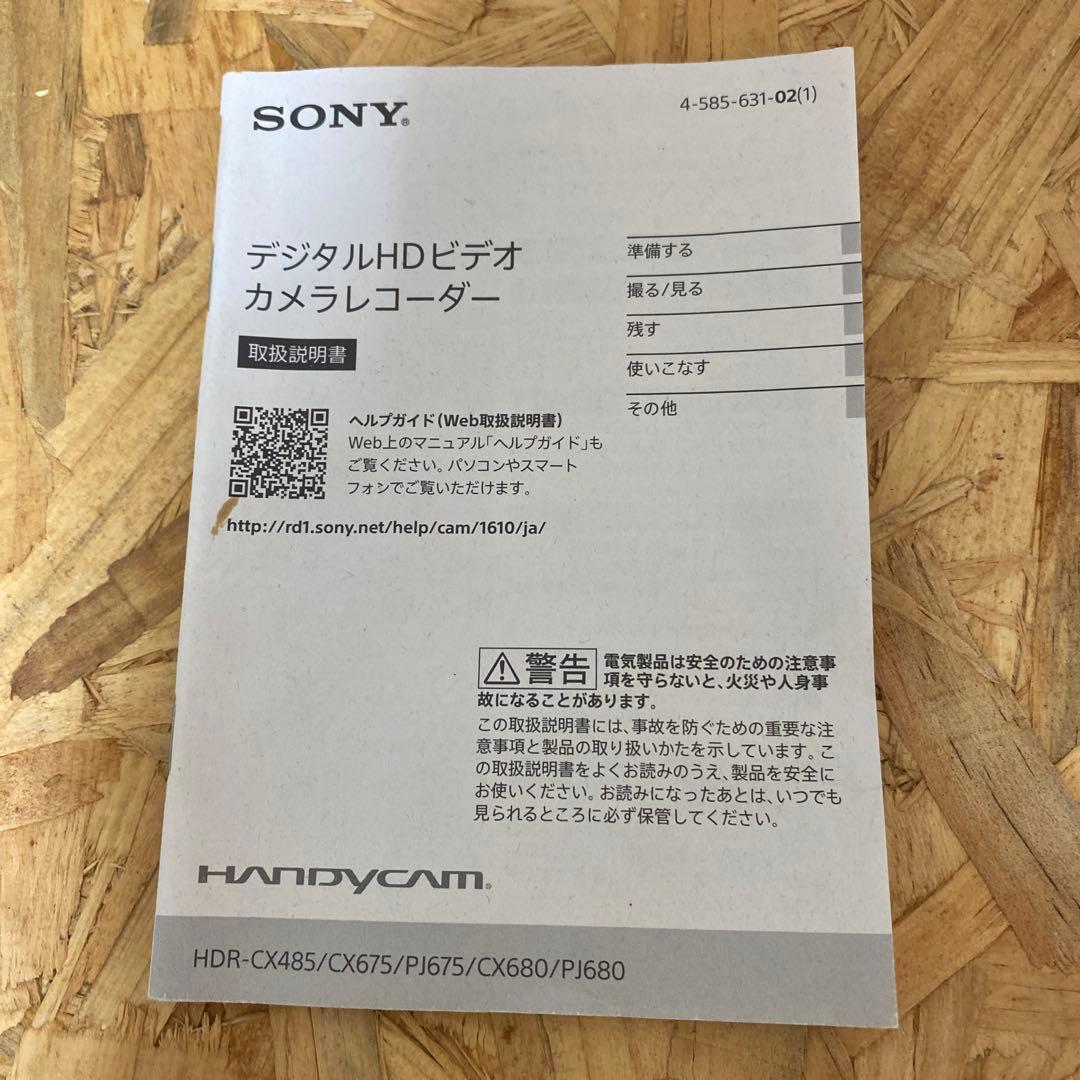 SONY®
4-585-631-02(1)
デジタルHDビデオ
カメラレコーダー
取扱説明書
準備する
撮る/見る
残す
使いこなす
その他
ヘルプガイド(Web取扱説明書)
Web上のマニュアル「ヘルプガイド」も
ご覧ください。パソコンやスマート
フォンでご覧いただけます。
http://rd1.sony.net/help/cam/1610/ja/
警告 電気製品は安全のための注意事
項を守らないと、火災や人身事
故になることがあります。
この取扱説明書には、事故を防ぐための重要な注
意事項と製品の取り扱いかたを示しています。こ
の取扱説明書をよくお読みのうえ、製品を安全に
お使いください。お読みになったあとは、いつでも
見られるところに必ず保管してください。
HANDYCAM®
HDR-CX485/CX675/PJ675/CX680/PJ680